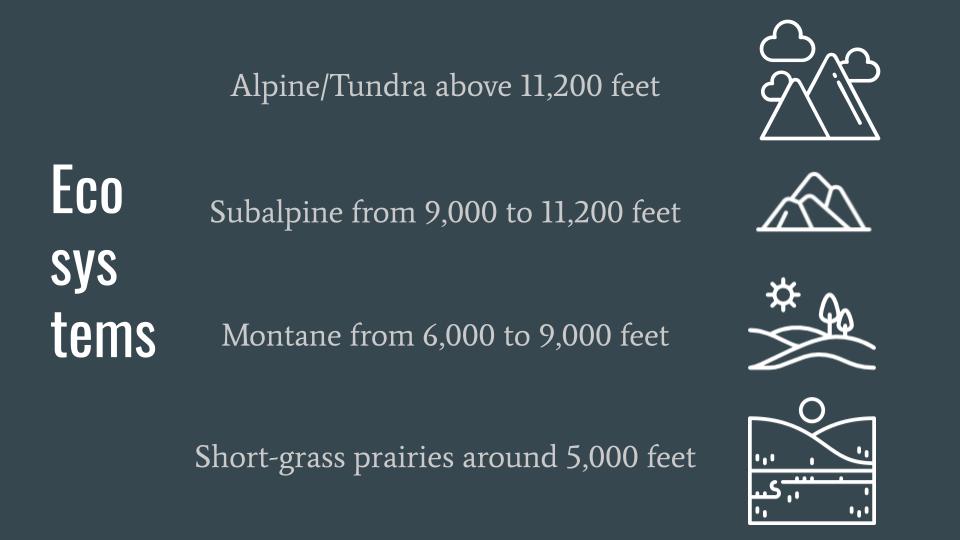 Eco
sys
tems
Alpine/Tundra above 11,200 feet
Subalpine from 9,000 to 11,200 feet
Montane from 6,000 to 9,000 feet
Short-grass prairies around 5,000 feet